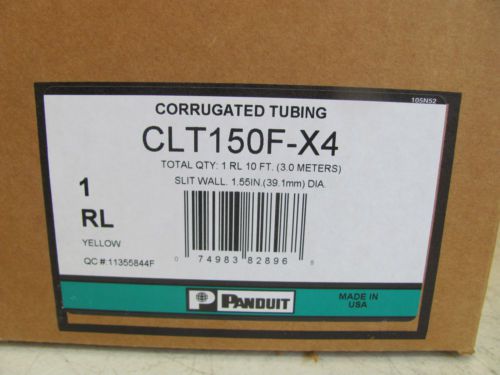 105N52
CORRUGATED TUBING
CLT150F-X4
TOTAL QTY: 1 RL 10 FT. (3.0 METERS)
SLIT WALL. 1.55IN.(39.1mm) DIA.
1
RL
YELLOW
QC #:11355844F
0 74983 82896 6
PANDUIT
MADE IN
USA